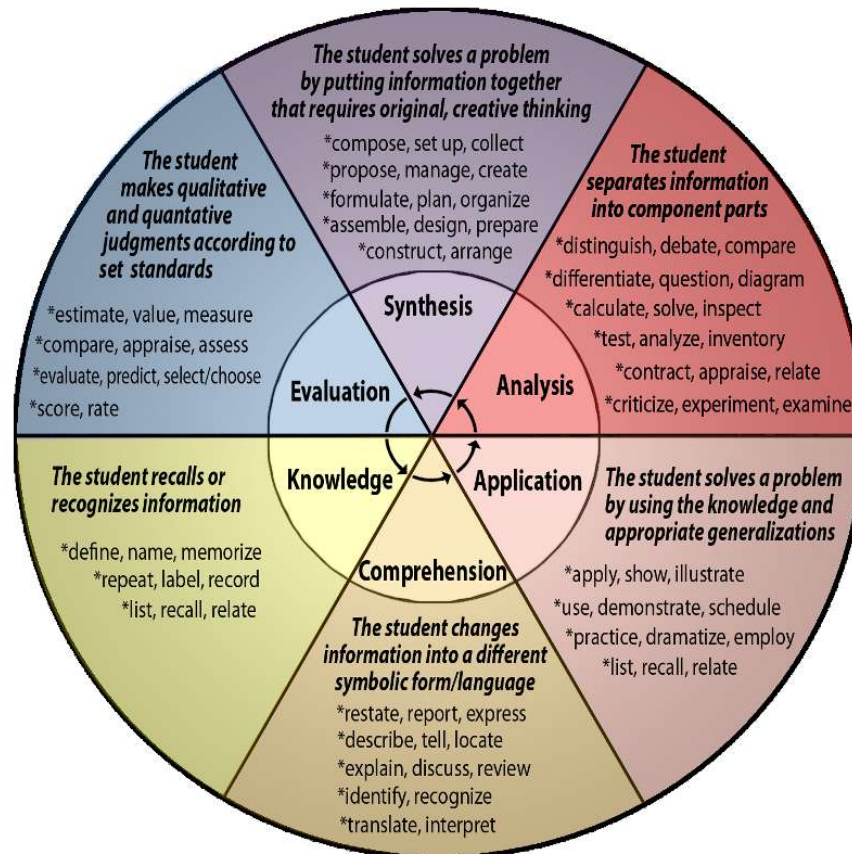 The student solves a problem
by putting information together
that requires original, creative thinking
*compose, set up, collect
*propose, manage, create
*formulate, plan, organize
*assemble, design, prepare
*construct, arrange
Synthesis
The student
separates information
into component parts
*distinguish, debate, compare
*differentiate, question, diagram
*calculate, solve, inspect
*test, analyze, inventory
*contract, appraise, relate
*criticize, experiment, examine
Analysis
The student solves a problem
by using the knowledge and
appropriate generalizations
*apply, show, illustrate
*use, demonstrate, schedule
*practice, dramatize, employ
*list, recall, relate
Application
Comprehension
The student changes
information into a different
symbolic form/language
*restate, report, express
*describe, tell, locate
*explain, discuss, review
*identify, recognize
*translate, interpret
Knowledge
The student recalls or
recognizes information
*define, name, memorize
*repeat, label, record
*list, recall, relate
The student
makes qualitative
and quantative
judgments according to
set standards
*estimate, value, measure
*compare, appraise, assess
*evaluate, predict, select/choose
*score, rate
Evaluation